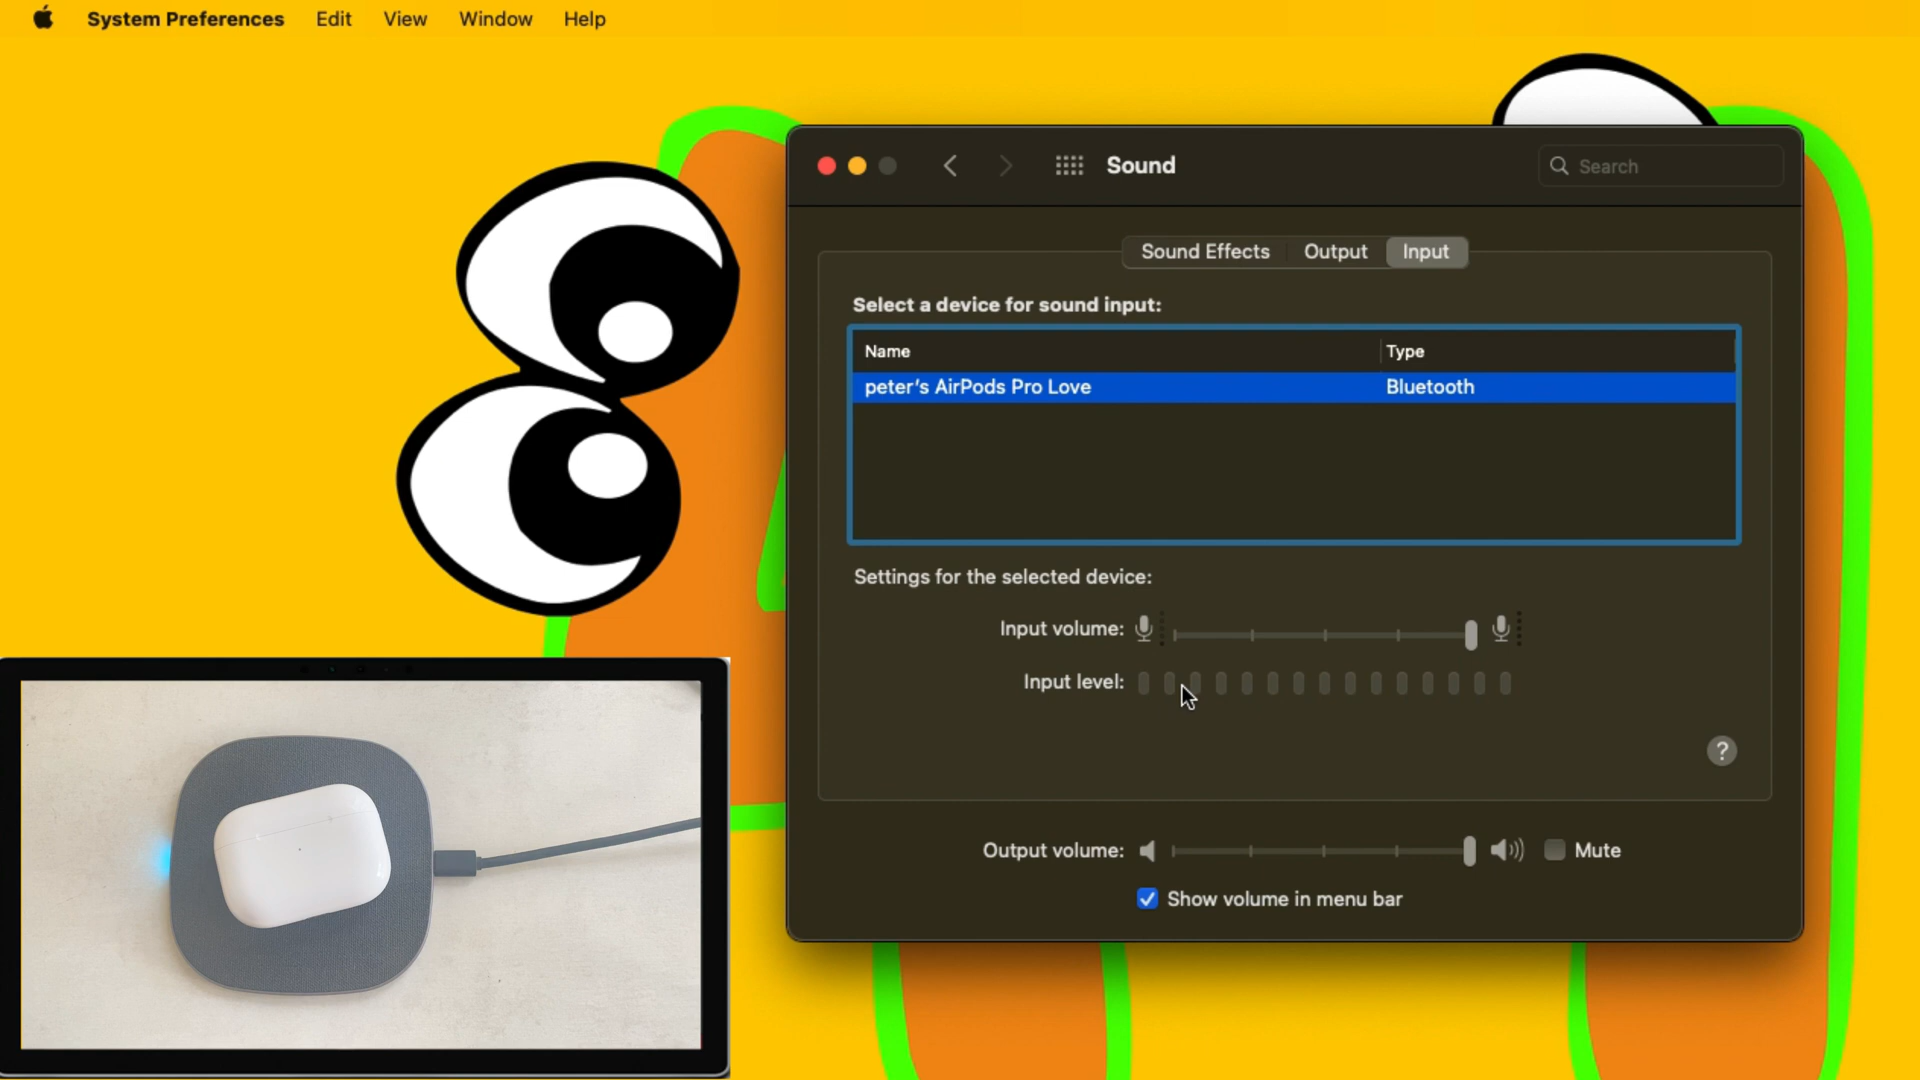 System Preferences Edit View Window Help
Sound
Search
Sound Effects Output Input
Select a device for sound input:
Name Type
peter's AirPods Pro Love Bluetooth
Settings for the selected device:
Input volume:
Input level:
?
Output volume: Mute
Show volume in menu bar